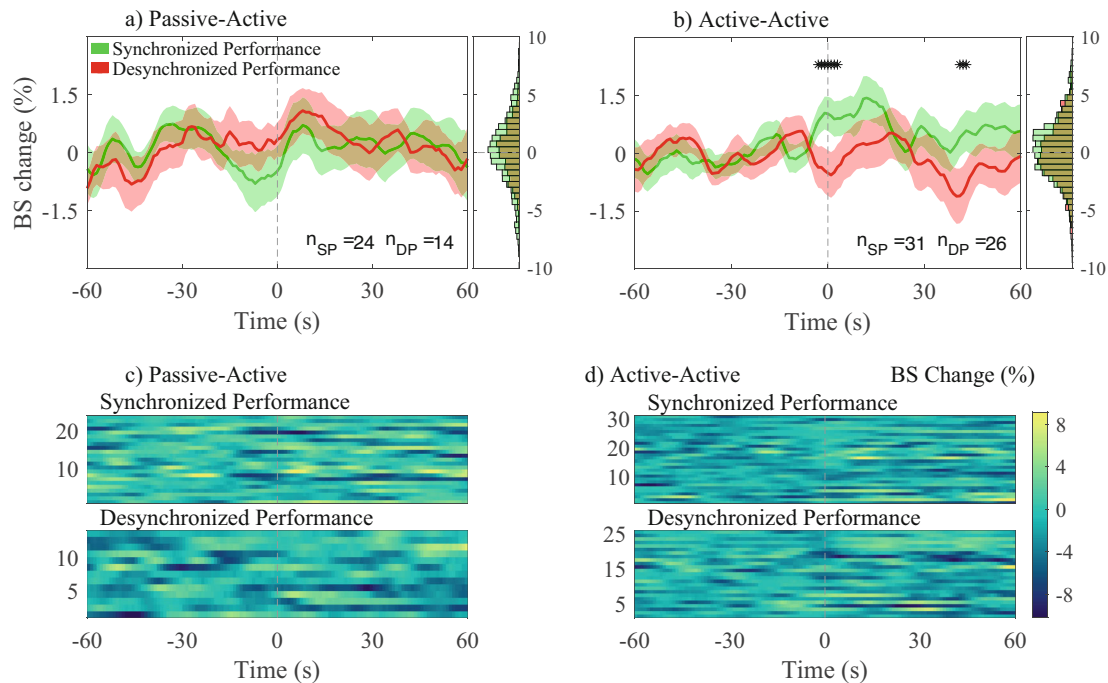 a) Passive-Active
Synchronized Performance
Desynchronized Performance
BS change (%)
1.5
0
-1.5
n_SP =24 n_DP =14
-60 -30 0 30 60
Time (s)
10
5
0
-5
-10
b) Active-Active
1.5
0
-1.5
n_SP =31 n_DP =26
-60 -30 0 30 60
Time (s)
10
5
0
-5
-10
c) Passive-Active
Synchronized Performance
20
10
Desynchronized Performance
10
5
-60 -30 0 30 60
Time (s)
d) Active-Active
BS Change (%)
Synchronized Performance
30
20
10
Desynchronized Performance
25
15
5
-60 -30 0 30 60
Time (s)
8
4
0
-4
-8